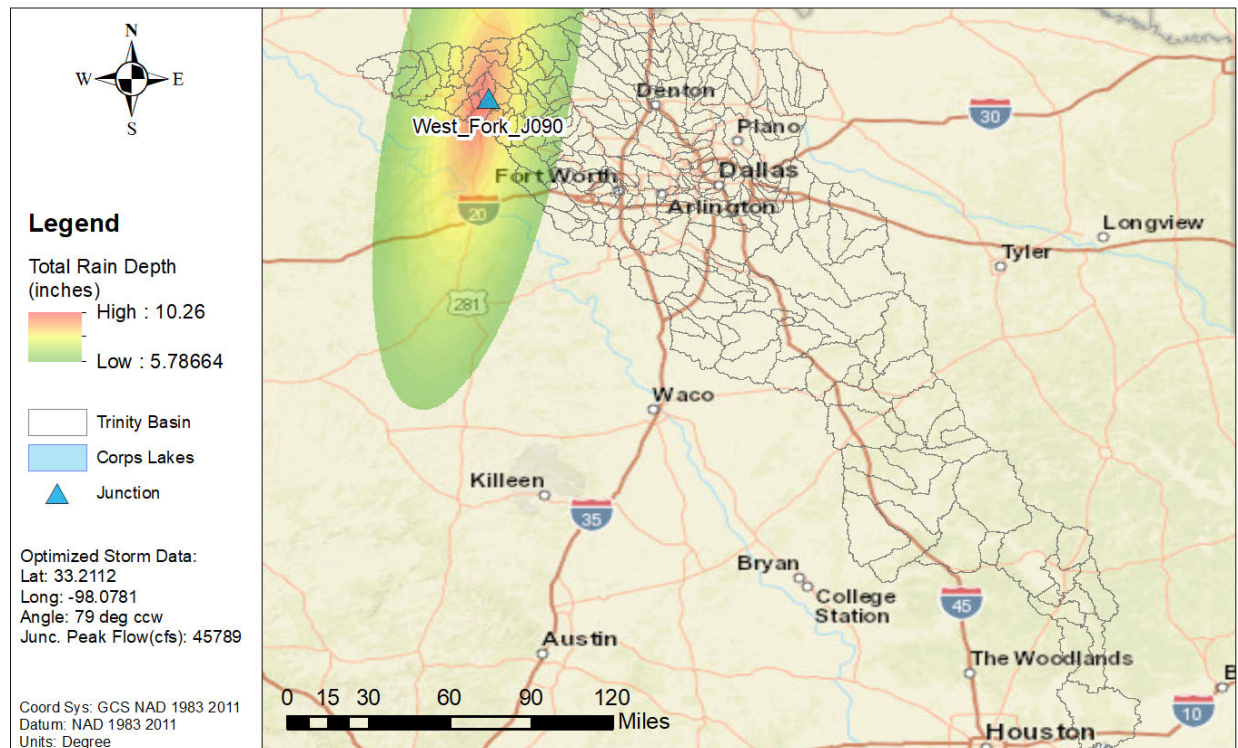 N
W
E
S
Legend
Total Rain Depth
(inches)
High : 10.26
Low : 5.78664
Trinity Basin
Corps Lakes
Junction
Optimized Storm Data:
Lat: 33.2112
Long: -98.0781
Angle: 79 deg ccw
Junc. Peak Flow(cfs): 45789
Coord Sys: GCS NAD 1983 2011
Datum: NAD 1983 2011
Units: Degree
Denton
West_Fork_J090
30
Plano
Dallas
Fort Worth
Arlington
20
Longview
Tyler
281
Waco
Killeen
35
Bryan
College
Station
45
Austin
The Woodlands
B
10
Houston
0 15 30 60 90 120
Miles